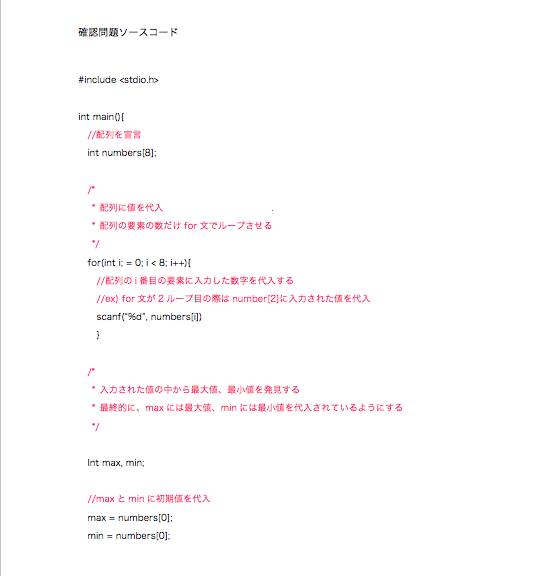 確認問題ソースコード
#include <stdio.h>
int main(){
//配列を宣言
int numbers[8];
/*
* 配列に値を代入 .
* 配列の要素の数だけ for 文でループさせる
*/
for(int i; = 0; i < 8; i++){
//配列の i 番目の要素に入力した数字を代入する
//ex) for 文が 2 ループ目の際は number[2]に入力された値を代入
scanf("%d", numbers[i])
}
/*
* 入力された値の中から最大値、最小値を発見する
* 最終的に、max には最大値、min には最小値を代入されているようにする
*/
Int max, min;
//max と min に初期値を代入
max = numbers[0];
min = numbers[0];